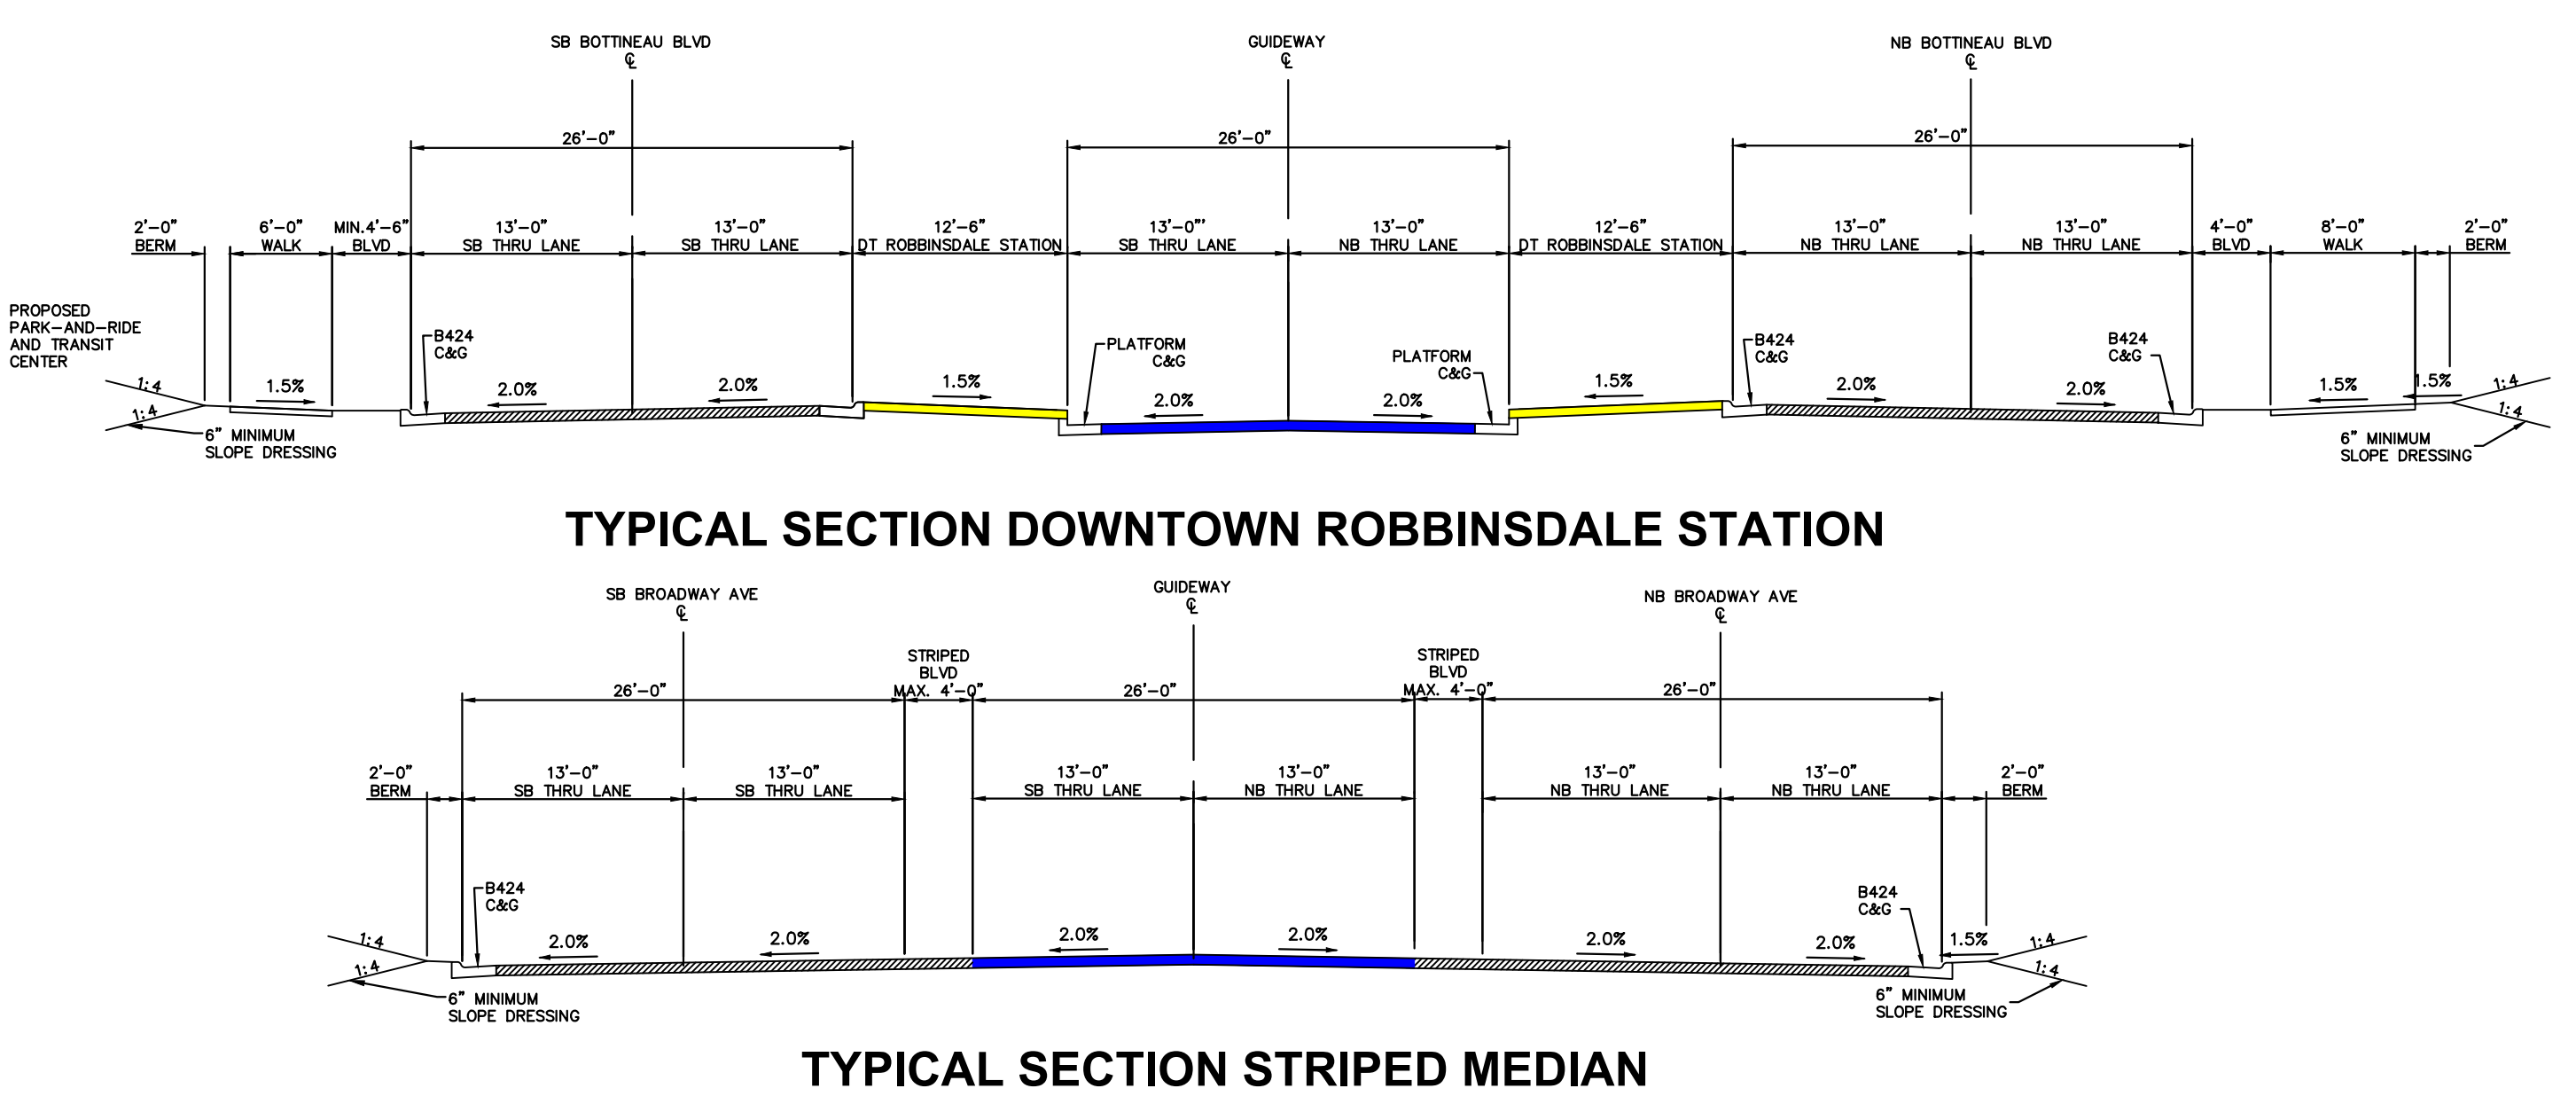 SB BOTTINEAU BLVD
℄
GUIDEWAY
℄
NB BOTTINEAU BLVD
℄
26'-0" 26'-0" 26'-0"
2'-0"
BERM
6'-0"
WALK
MIN.4'-6"
BLVD
13'-0"
SB THRU LANE
13'-0"
SB THRU LANE
12'-6"
DT ROBBINSDALE STATION
13'-0"'
SB THRU LANE
13'-0"
NB THRU LANE
12'-6"
DT ROBBINSDALE STATION
13'-0"
NB THRU LANE
13'-0"
NB THRU LANE
4'-0"
BLVD
8'-0"
WALK
2'-0"
BERM
PROPOSED
PARK-AND-RIDE
AND TRANSIT
CENTER
B424
C&G
PLATFORM
C&G
PLATFORM
C&G
B424
C&G
B424
C&G
1:4
1:4
1.5% 2.0% 2.0% 1.5% 2.0% 2.0% 1.5% 2.0% 2.0% 1.5% 1.5%
1:4
1:4
6" MINIMUM
SLOPE DRESSING
6" MINIMUM
SLOPE DRESSING
TYPICAL SECTION DOWNTOWN ROBBINSDALE STATION
SB BROADWAY AVE
℄
GUIDEWAY
℄
NB BROADWAY AVE
℄
STRIPED
BLVD
MAX. 4'-0"
STRIPED
BLVD
MAX. 4'-0"
26'-0" 26'-0" 26'-0"
2'-0"
BERM
13'-0"
SB THRU LANE
13'-0"
SB THRU LANE
13'-0"
SB THRU LANE
13'-0"
NB THRU LANE
13'-0"
NB THRU LANE
13'-0"
NB THRU LANE
2'-0"
BERM
B424
C&G
B424
C&G
1:4
1:4
2.0% 2.0% 2.0% 2.0% 2.0% 2.0% 1.5%
1:4
1:4
6" MINIMUM
SLOPE DRESSING
6" MINIMUM
SLOPE DRESSING
TYPICAL SECTION STRIPED MEDIAN